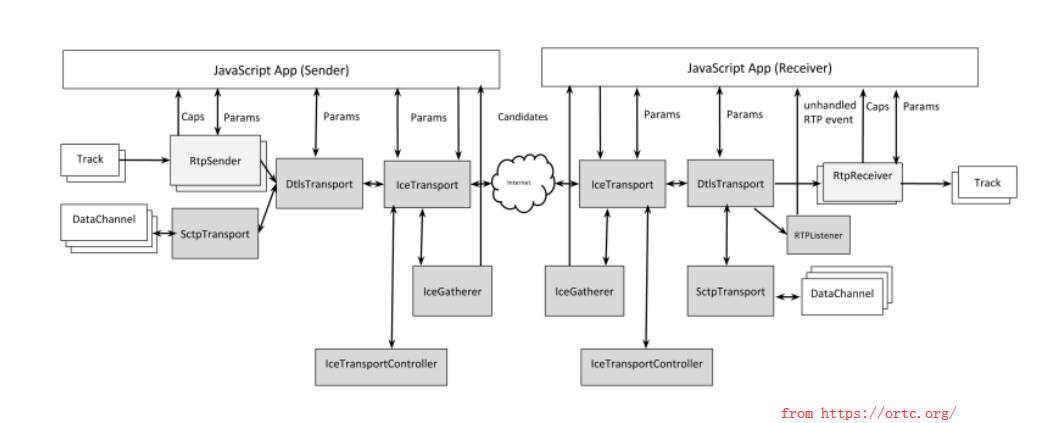 JavaScript App (Sender)
JavaScript App (Receiver)
Caps
Params
Params
Params
Candidates
Params
Params
unhandled
RTP event
Caps
Params
Track
RtpSender
DtlsTransport
IceTransport
Internet
IceTransport
DtlsTransport
RtpReceiver
Track
DataChannel
SctpTransport
RTPListener
IceGatherer
IceGatherer
SctpTransport
DataChannel
IceTransportController
IceTransportController
from https://ortc.org/